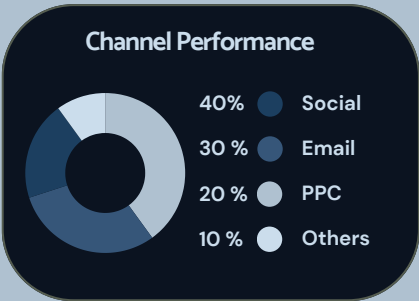 Channel Performance
40% Social
30 % Email
20 % PPC
10 % Others